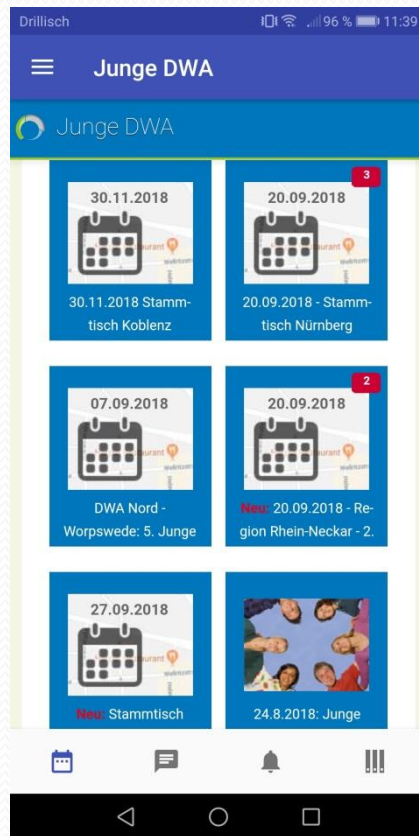 Drillisch 96 % 11:39
Junge DWA
Junge DWA
3
30.11.2018
20.09.2018
30.11.2018 Stamm-
tisch Koblenz
20.09.2018 - Stamm-
tisch Nürnberg
2
07.09.2018
20.09.2018
DWA Nord -
Worpswede: 5. Junge
Neu: 20.09.2018 - Re-
gion Rhein-Neckar - 2.
27.09.2018
Neu: Stammtisch
24.8.2018: Junge